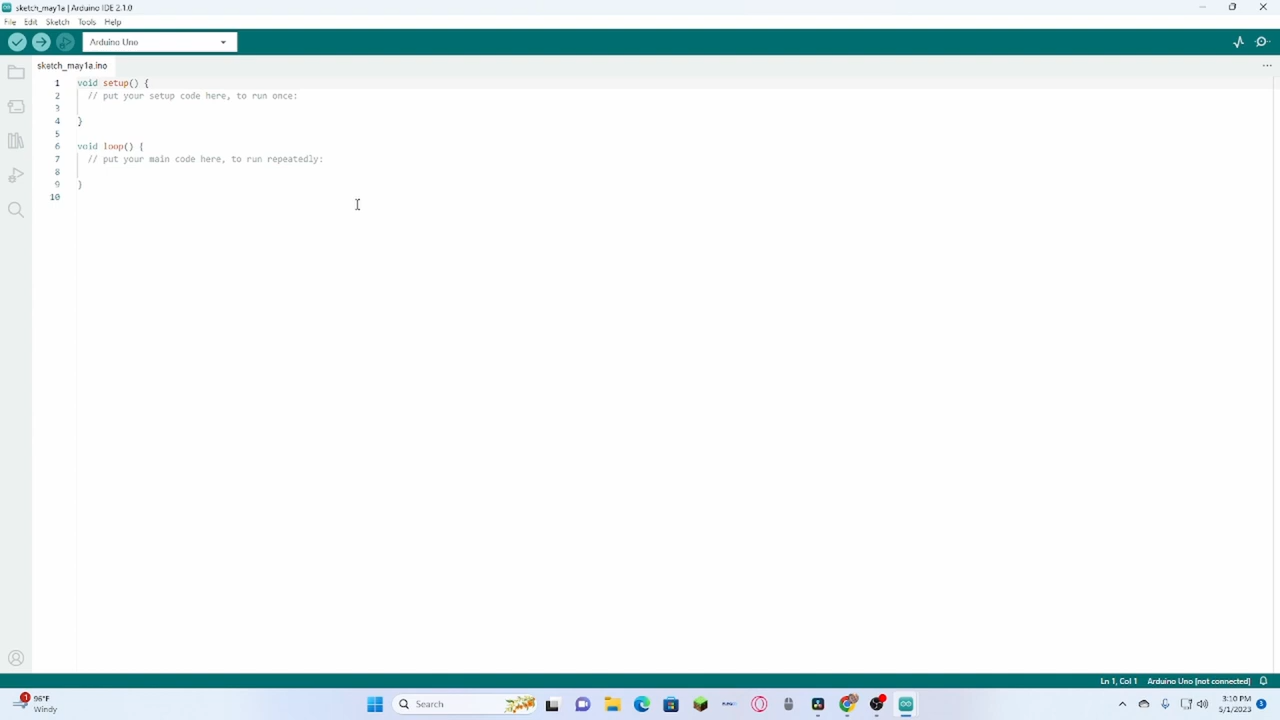 sketch_may1a | Arduino IDE 2.1.0
File Edit Sketch Tools Help
Arduino Uno
sketch_may1a.ino
1 void setup() {
2 // put your setup code here, to run once:
3
4 }
5
6 void loop() {
7 // put your main code here, to run repeatedly:
8
9 }
10
Ln 1, Col 1 Arduino Uno [not connected]
1
96°F
Windy
Search
3:10 PM
5/1/2023
3